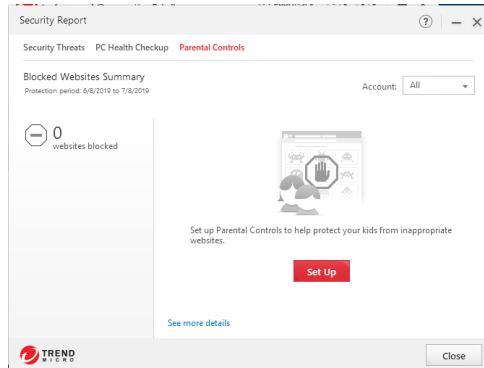 Security Report
?
Security Threats PC Health Checkup Parental Controls
Blocked Websites Summary
Protection period: 6/8/2019 to 7/8/2019
Account: All
0
websites blocked
Set up Parental Controls to help protect your kids from inappropriate
websites.
Set Up
See more details
TREND
MICRO
Close